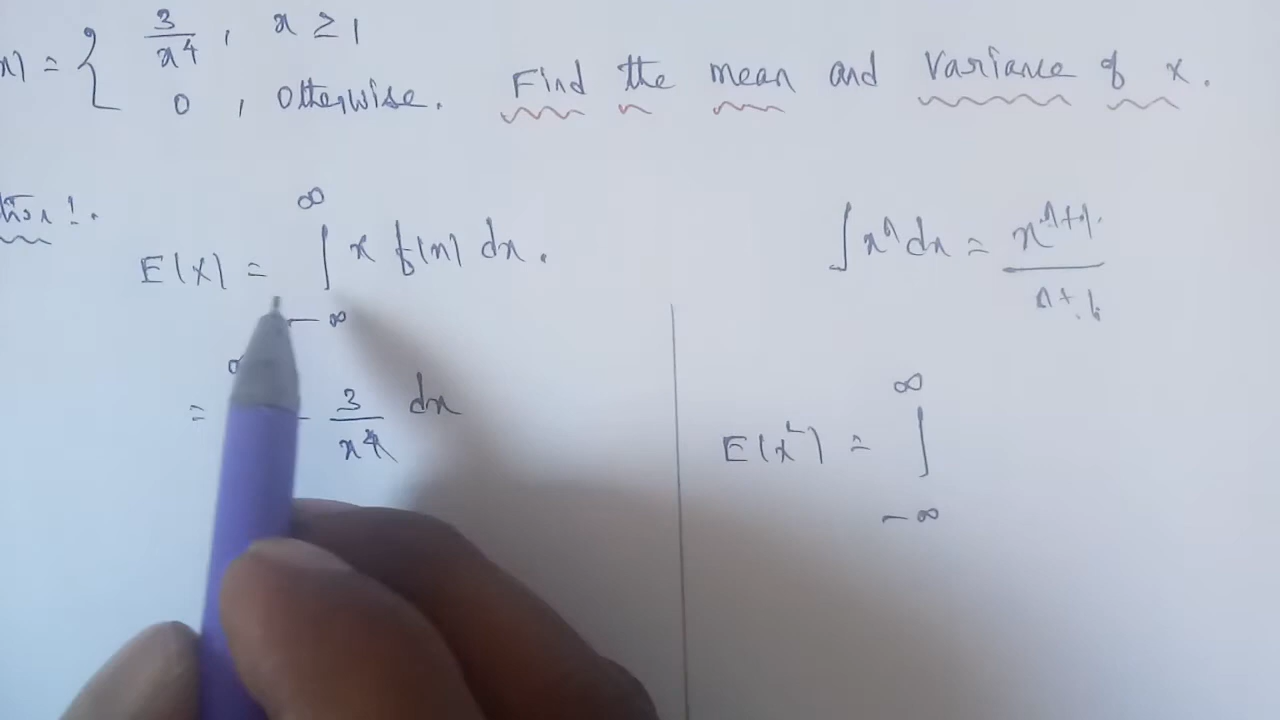 x) = { 3/x⁴ , x ≥ 1
0 , otherwise. Find the mean and variance of x.
tion :.
E(X) = ∫_{-∞}^{∞} x f(x) dx.
= 3/x⁴ dx
∫xⁿ dx = xⁿ⁺¹ / n+1
E(x²) = ∫_{-∞}^{∞}